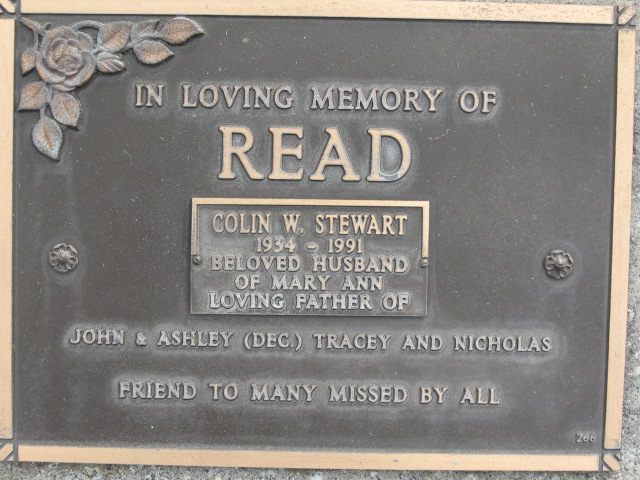 IN LOVING MEMORY OF
READ
COLIN W. STEWART
1934 - 1991
BELOVED HUSBAND
OF MARY ANN
LOVING FATHER OF
JOHN & ASHLEY (DEC.) TRACEY AND NICHOLAS
FRIEND TO MANY MISSED BY ALL
266